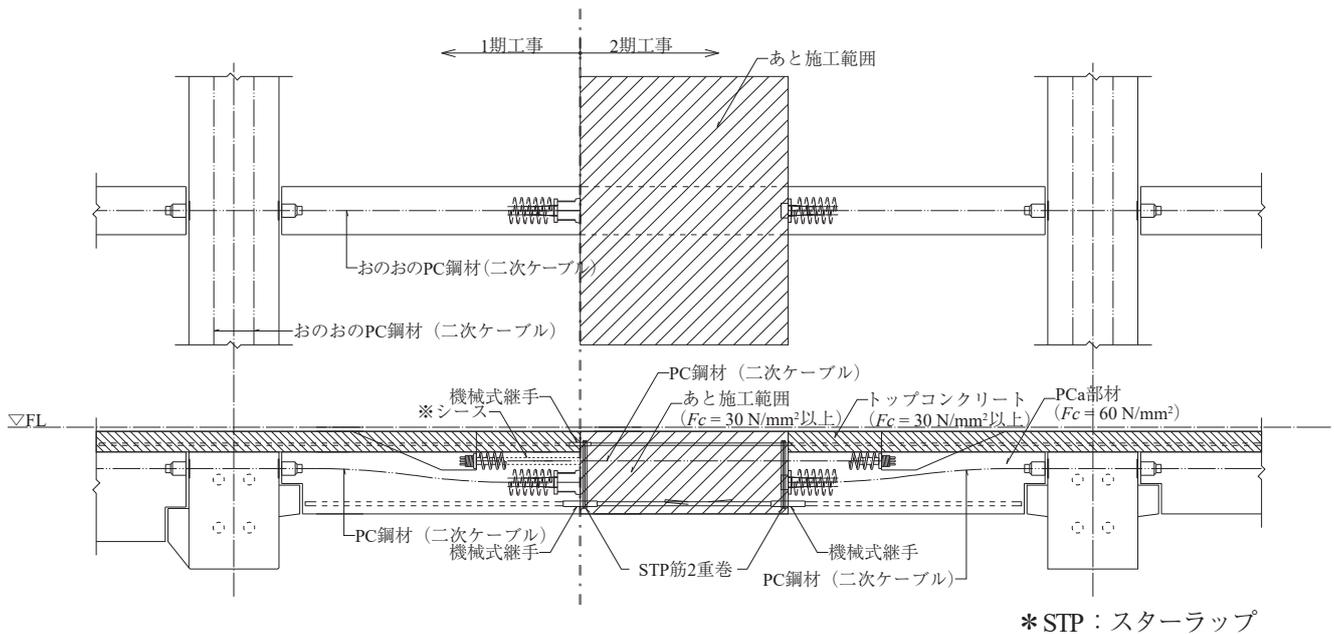 1期工事
2期工事
あと施工範囲
おのおのPC鋼材(二次ケーブル)
おのおのPC鋼材（二次ケーブル）
PC鋼材（二次ケーブル）
機械式継手
※シース
あと施工範囲
(Fc = 30 N/mm²以上)
トップコンクリート
(Fc = 30 N/mm²以上)
PCa部材
(Fc = 60 N/mm²)
▽FL
PC鋼材（二次ケーブル）
機械式継手
STP筋2重巻
機械式継手
PC鋼材（二次ケーブル）
＊STP：スターラップ